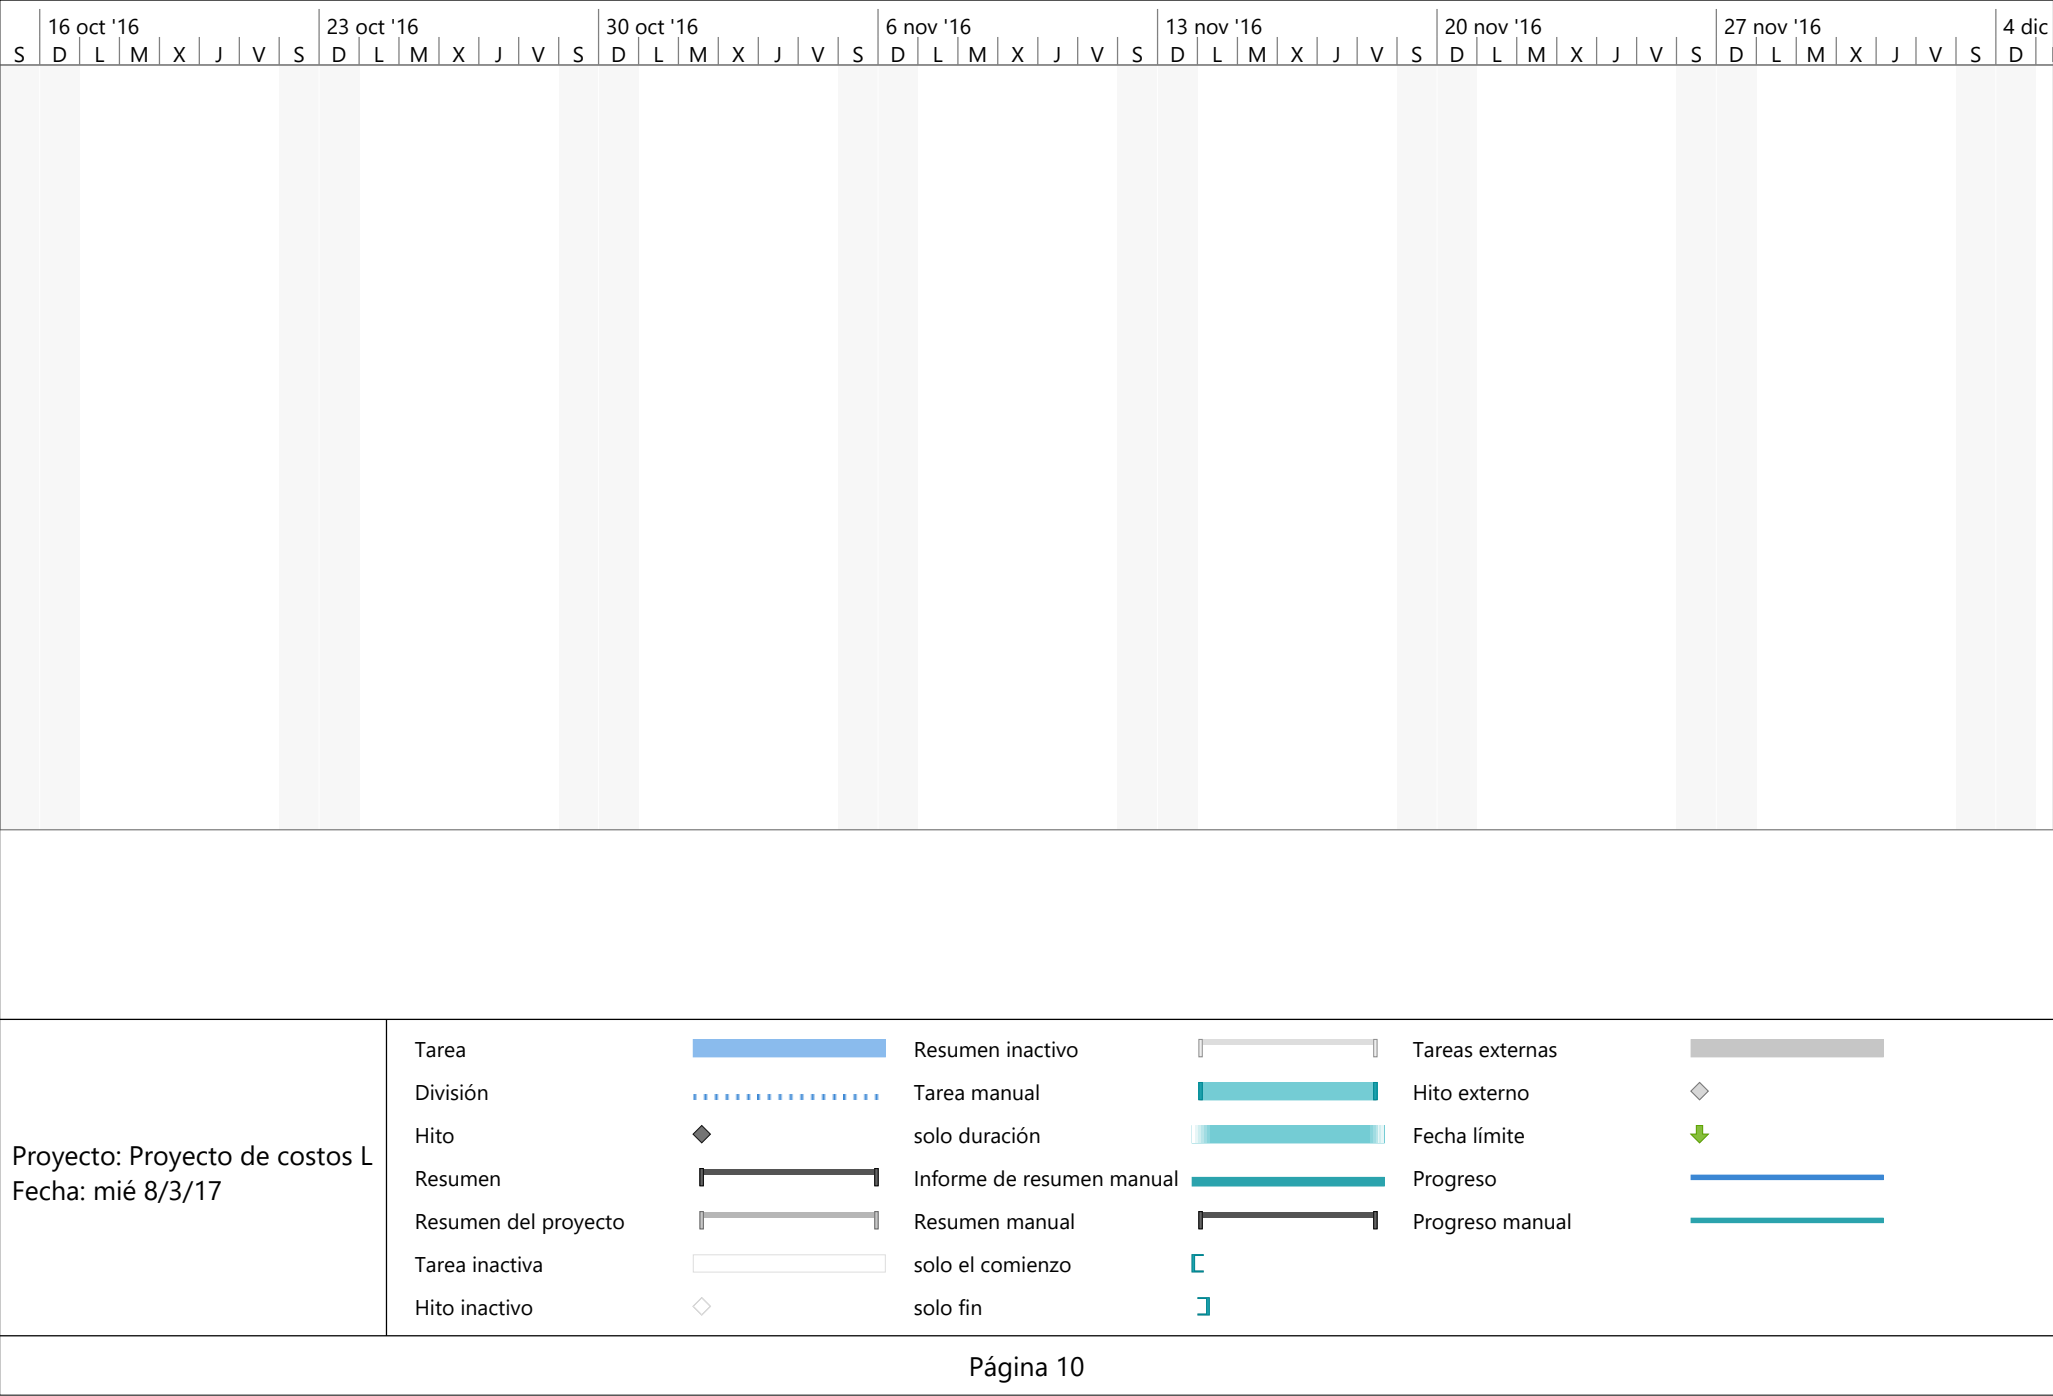 16 oct '16 23 oct '16 30 oct '16 6 nov '16 13 nov '16 20 nov '16 27 nov '16 4 dic
S D L M X J V S D L M X J V S D L M X J V S D L M X J V S D L M X J V S D L M X J V S D L M X J V S D
Tarea Resumen inactivo Tareas externas
División Tarea manual Hito externo
Hito solo duración Fecha límite
Proyecto: Proyecto de costos L
Fecha: mié 8/3/17
Resumen Informe de resumen manual Progreso
Resumen del proyecto Resumen manual Progreso manual
Tarea inactiva solo el comienzo
Hito inactivo solo fin
Página 10